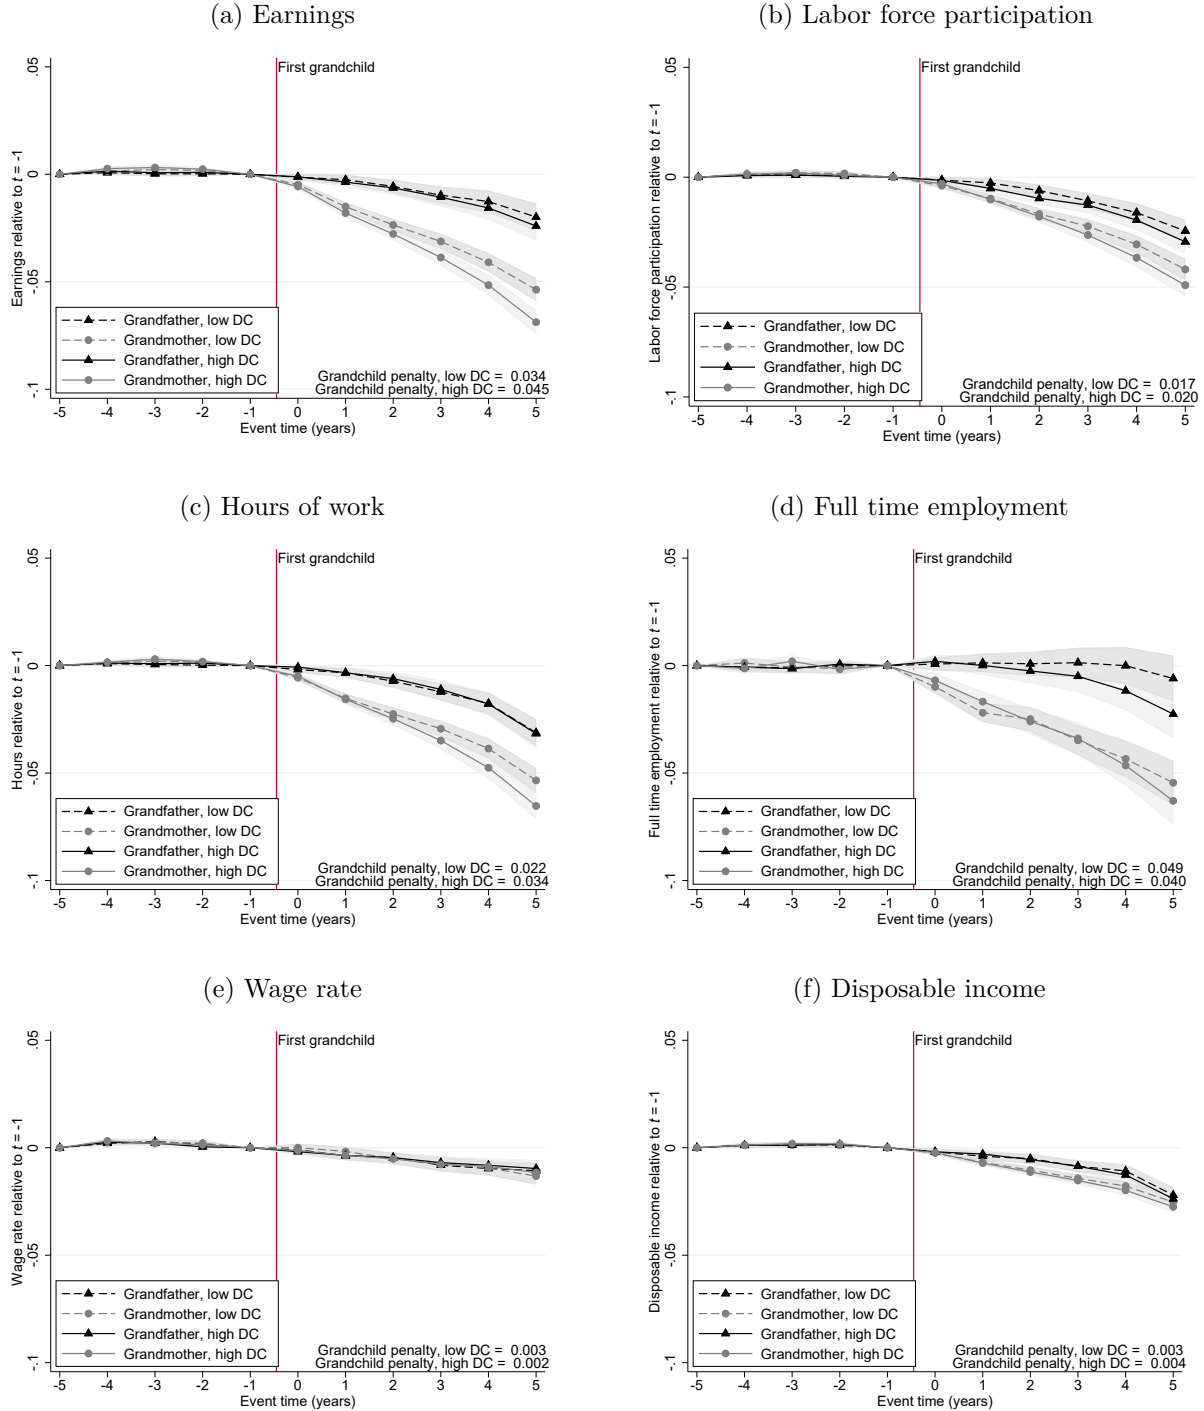 (a) Earnings
.05
0
-.05
-.1
Earnings relative to t = -1
First grandchild
Grandfather, low DC
Grandmother, low DC
Grandfather, high DC
Grandmother, high DC
Grandchild penalty, low DC = 0.034
Grandchild penalty, high DC = 0.045
-5 -4 -3 -2 -1 0 1 2 3 4 5
Event time (years)
(b) Labor force participation
.05
0
-.05
-.1
Labor force participation relative to t = -1
First grandchild
Grandfather, low DC
Grandmother, low DC
Grandfather, high DC
Grandmother, high DC
Grandchild penalty, low DC = 0.017
Grandchild penalty, high DC = 0.020
-5 -4 -3 -2 -1 0 1 2 3 4 5
Event time (years)
(c) Hours of work
.05
0
-.05
-.1
Hours relative to t = -1
First grandchild
Grandfather, low DC
Grandmother, low DC
Grandfather, high DC
Grandmother, high DC
Grandchild penalty, low DC = 0.022
Grandchild penalty, high DC = 0.034
-5 -4 -3 -2 -1 0 1 2 3 4 5
Event time (years)
(d) Full time employment
.05
0
-.05
-.1
Full time employment relative to t = -1
First grandchild
Grandfather, low DC
Grandmother, low DC
Grandfather, high DC
Grandmother, high DC
Grandchild penalty, low DC = 0.049
Grandchild penalty, high DC = 0.040
-5 -4 -3 -2 -1 0 1 2 3 4 5
Event time (years)
(e) Wage rate
.05
0
-.05
-.1
Wage rate relative to t = -1
First grandchild
Grandfather, low DC
Grandmother, low DC
Grandfather, high DC
Grandmother, high DC
Grandchild penalty, low DC = 0.003
Grandchild penalty, high DC = 0.002
-5 -4 -3 -2 -1 0 1 2 3 4 5
Event time (years)
(f) Disposable income
.05
0
-.05
-.1
Disposable income relative to t = -1
First grandchild
Grandfather, low DC
Grandmother, low DC
Grandfather, high DC
Grandmother, high DC
Grandchild penalty, low DC = 0.003
Grandchild penalty, high DC = 0.004
-5 -4 -3 -2 -1 0 1 2 3 4 5
Event time (years)